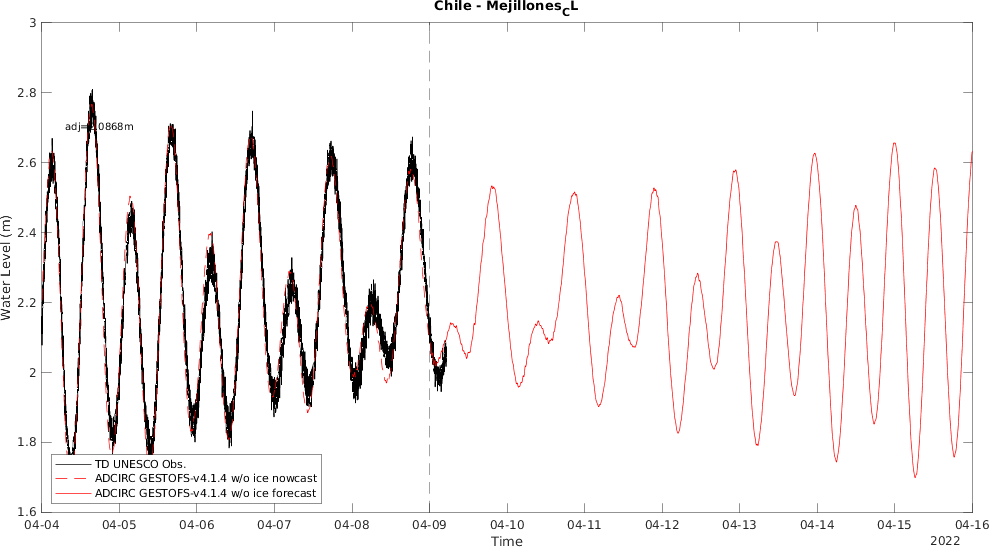 Chile - Mejillones_CL
3
2.8
2.6
2.4
2.2
2
1.8
1.6
Water Level (m)
TD UNESCO Obs.
ADCIRC GESTOFS-v4.1.4 w/o ice nowcast
ADCIRC GESTOFS-v4.1.4 w/o ice forecast
04-04 04-05 04-06 04-07 04-08 04-09 04-10 04-11 04-12 04-13 04-14 04-15 04-16
Time
2022